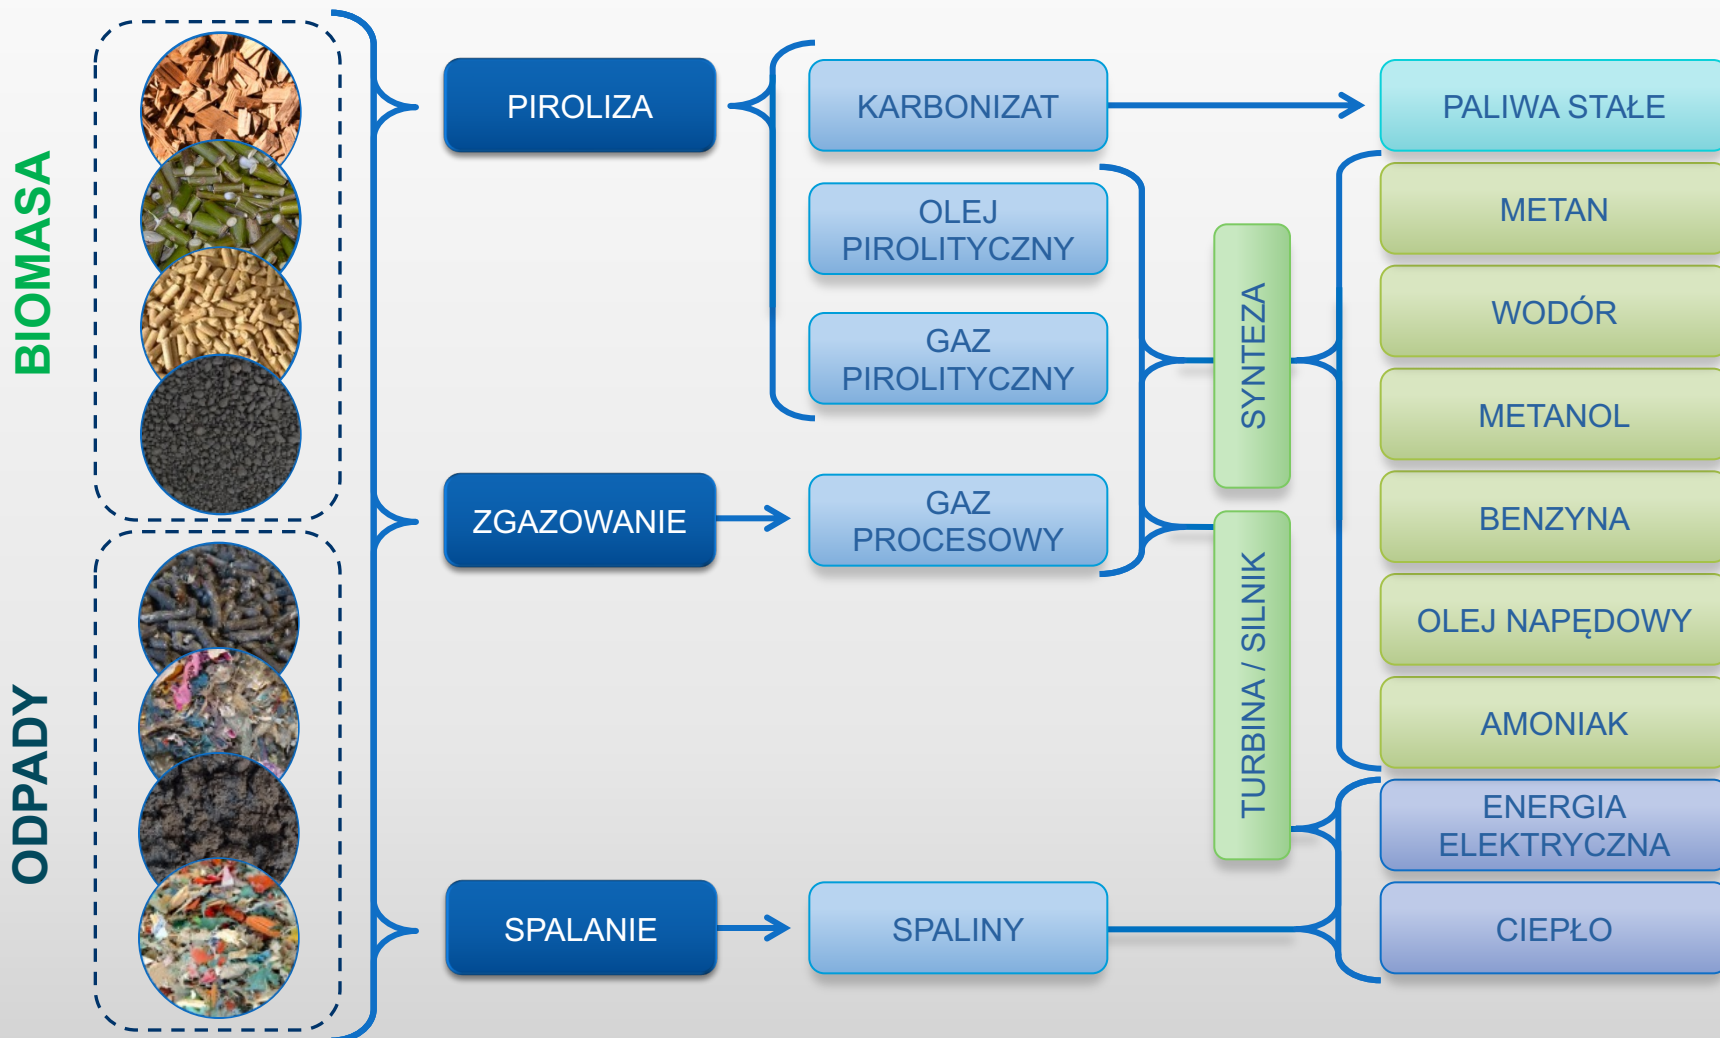 BIOMASA
ODPADY
PIROLIZA
ZGAZOWANIE
SPALANIE
KARBONIZAT
OLEJ
PIROLITYCZNY
GAZ
PIROLITYCZNY
GAZ
PROCESOWY
SPALINY
SYNTEZA
TURBINA / SILNIK
PALIWA STAŁE
METAN
WODÓR
METANOL
BENZYNA
OLEJ NAPĘDOWY
AMONIAK
ENERGIA
ELEKTRYCZNA
CIEPŁO